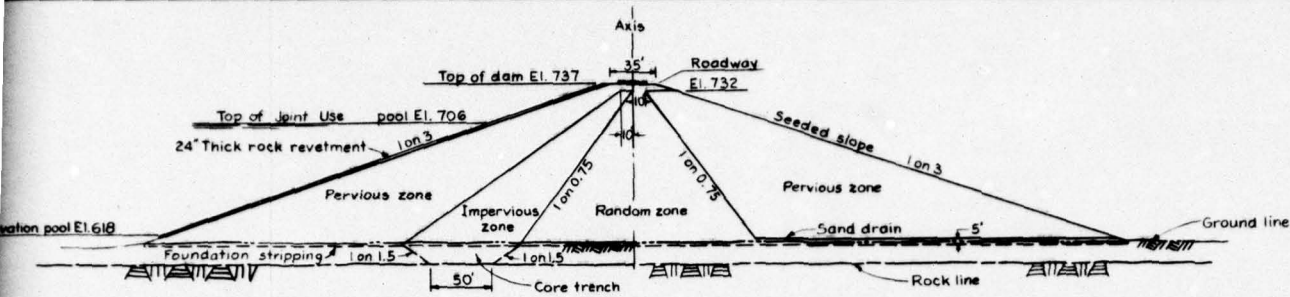 Axis
35'
Roadway
Top of dam El. 737
El. 732
10'
Top of Joint Use pool El. 706
10'
24" Thick rock revetment
1 on 3
Seeded slope
1 on 3
1 on 0.75
1 on 0.75
Pervious zone
Pervious zone
Impervious
zone
Random zone
vation pool El. 618
Sand drain
5'
Ground line
Foundation stripping
1 on 1.5
1 on 1.5
50'
Core trench
Rock line